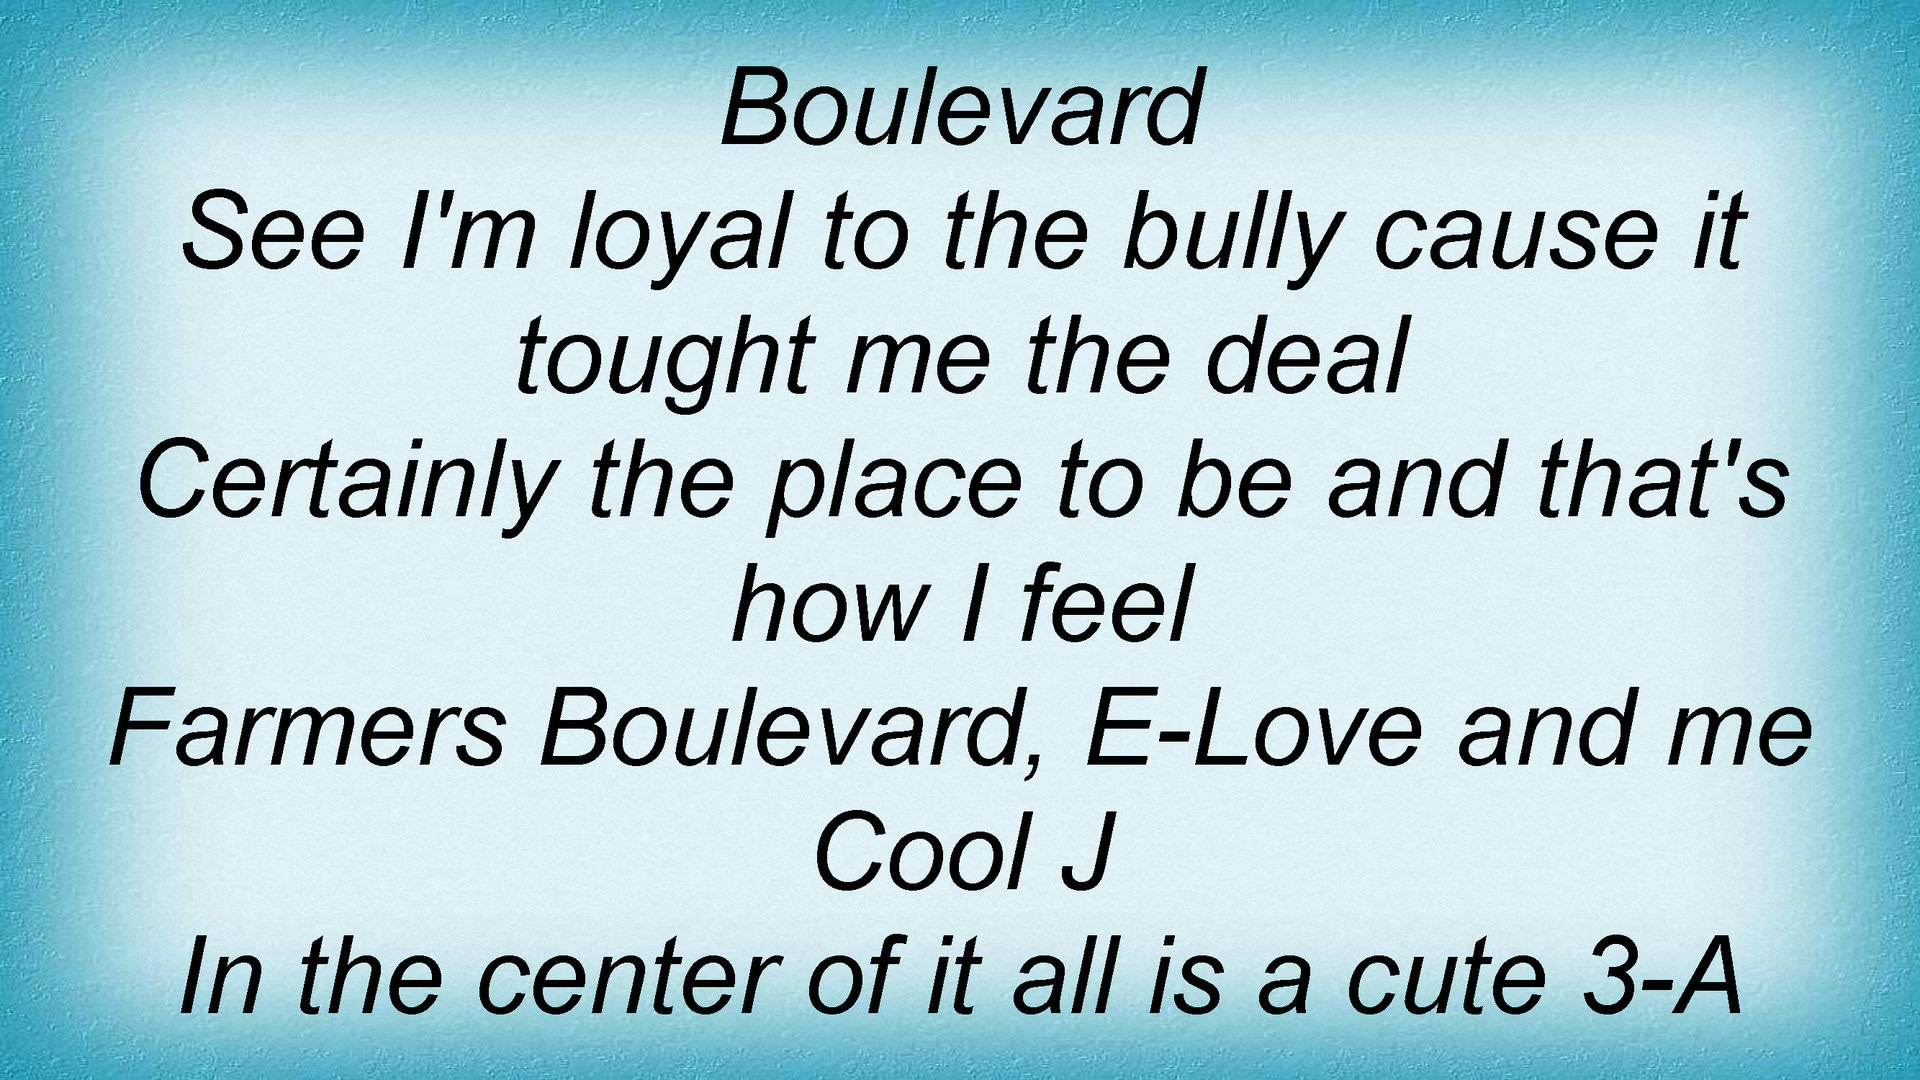 Boulevard
See I'm loyal to the bully cause it
tought me the deal
Certainly the place to be and that's
how I feel
Farmers Boulevard, E-Love and me
Cool J
In the center of it all is a cute 3-A